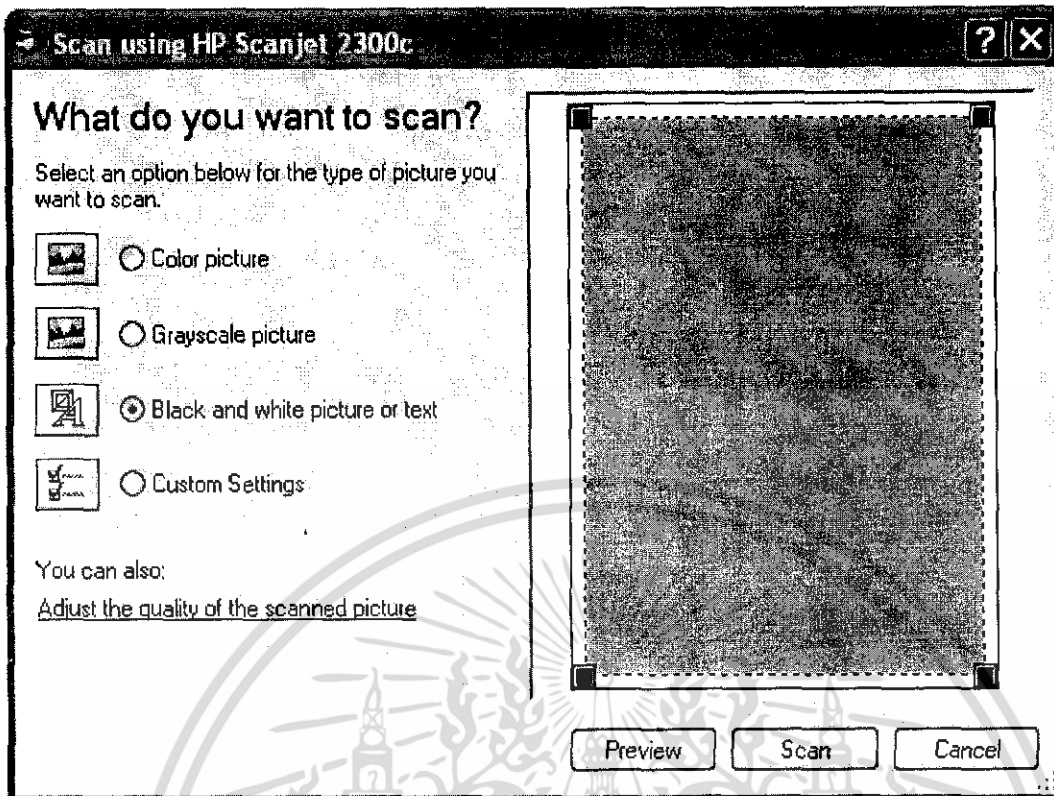 Scan using HP Scanjet 2300c
What do you want to scan?
Select an option below for the type of picture you
want to scan.
Color picture
Grayscale picture
Black and white picture or text
Custom Settings
You can also:
Adjust the quality of the scanned picture
Preview Scan Cancel